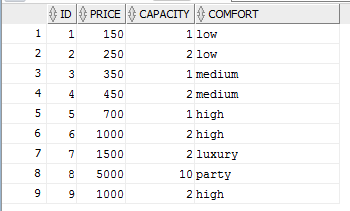 ID PRICE CAPACITY COMFORT
1 1 150 1 low
2 2 250 2 low
3 3 350 1 medium
4 4 450 2 medium
5 5 700 1 high
6 6 1000 2 high
7 7 1500 2 luxury
8 8 5000 10 party
9 9 1000 2 high